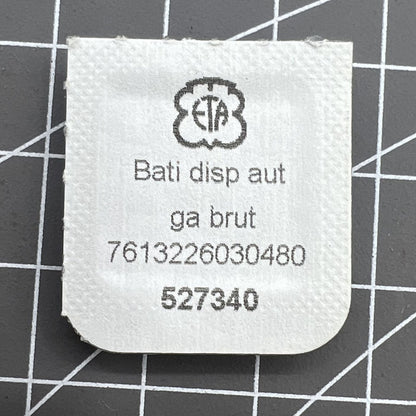 ETA
Bati disp aut
ga brut
7613226030480
527340